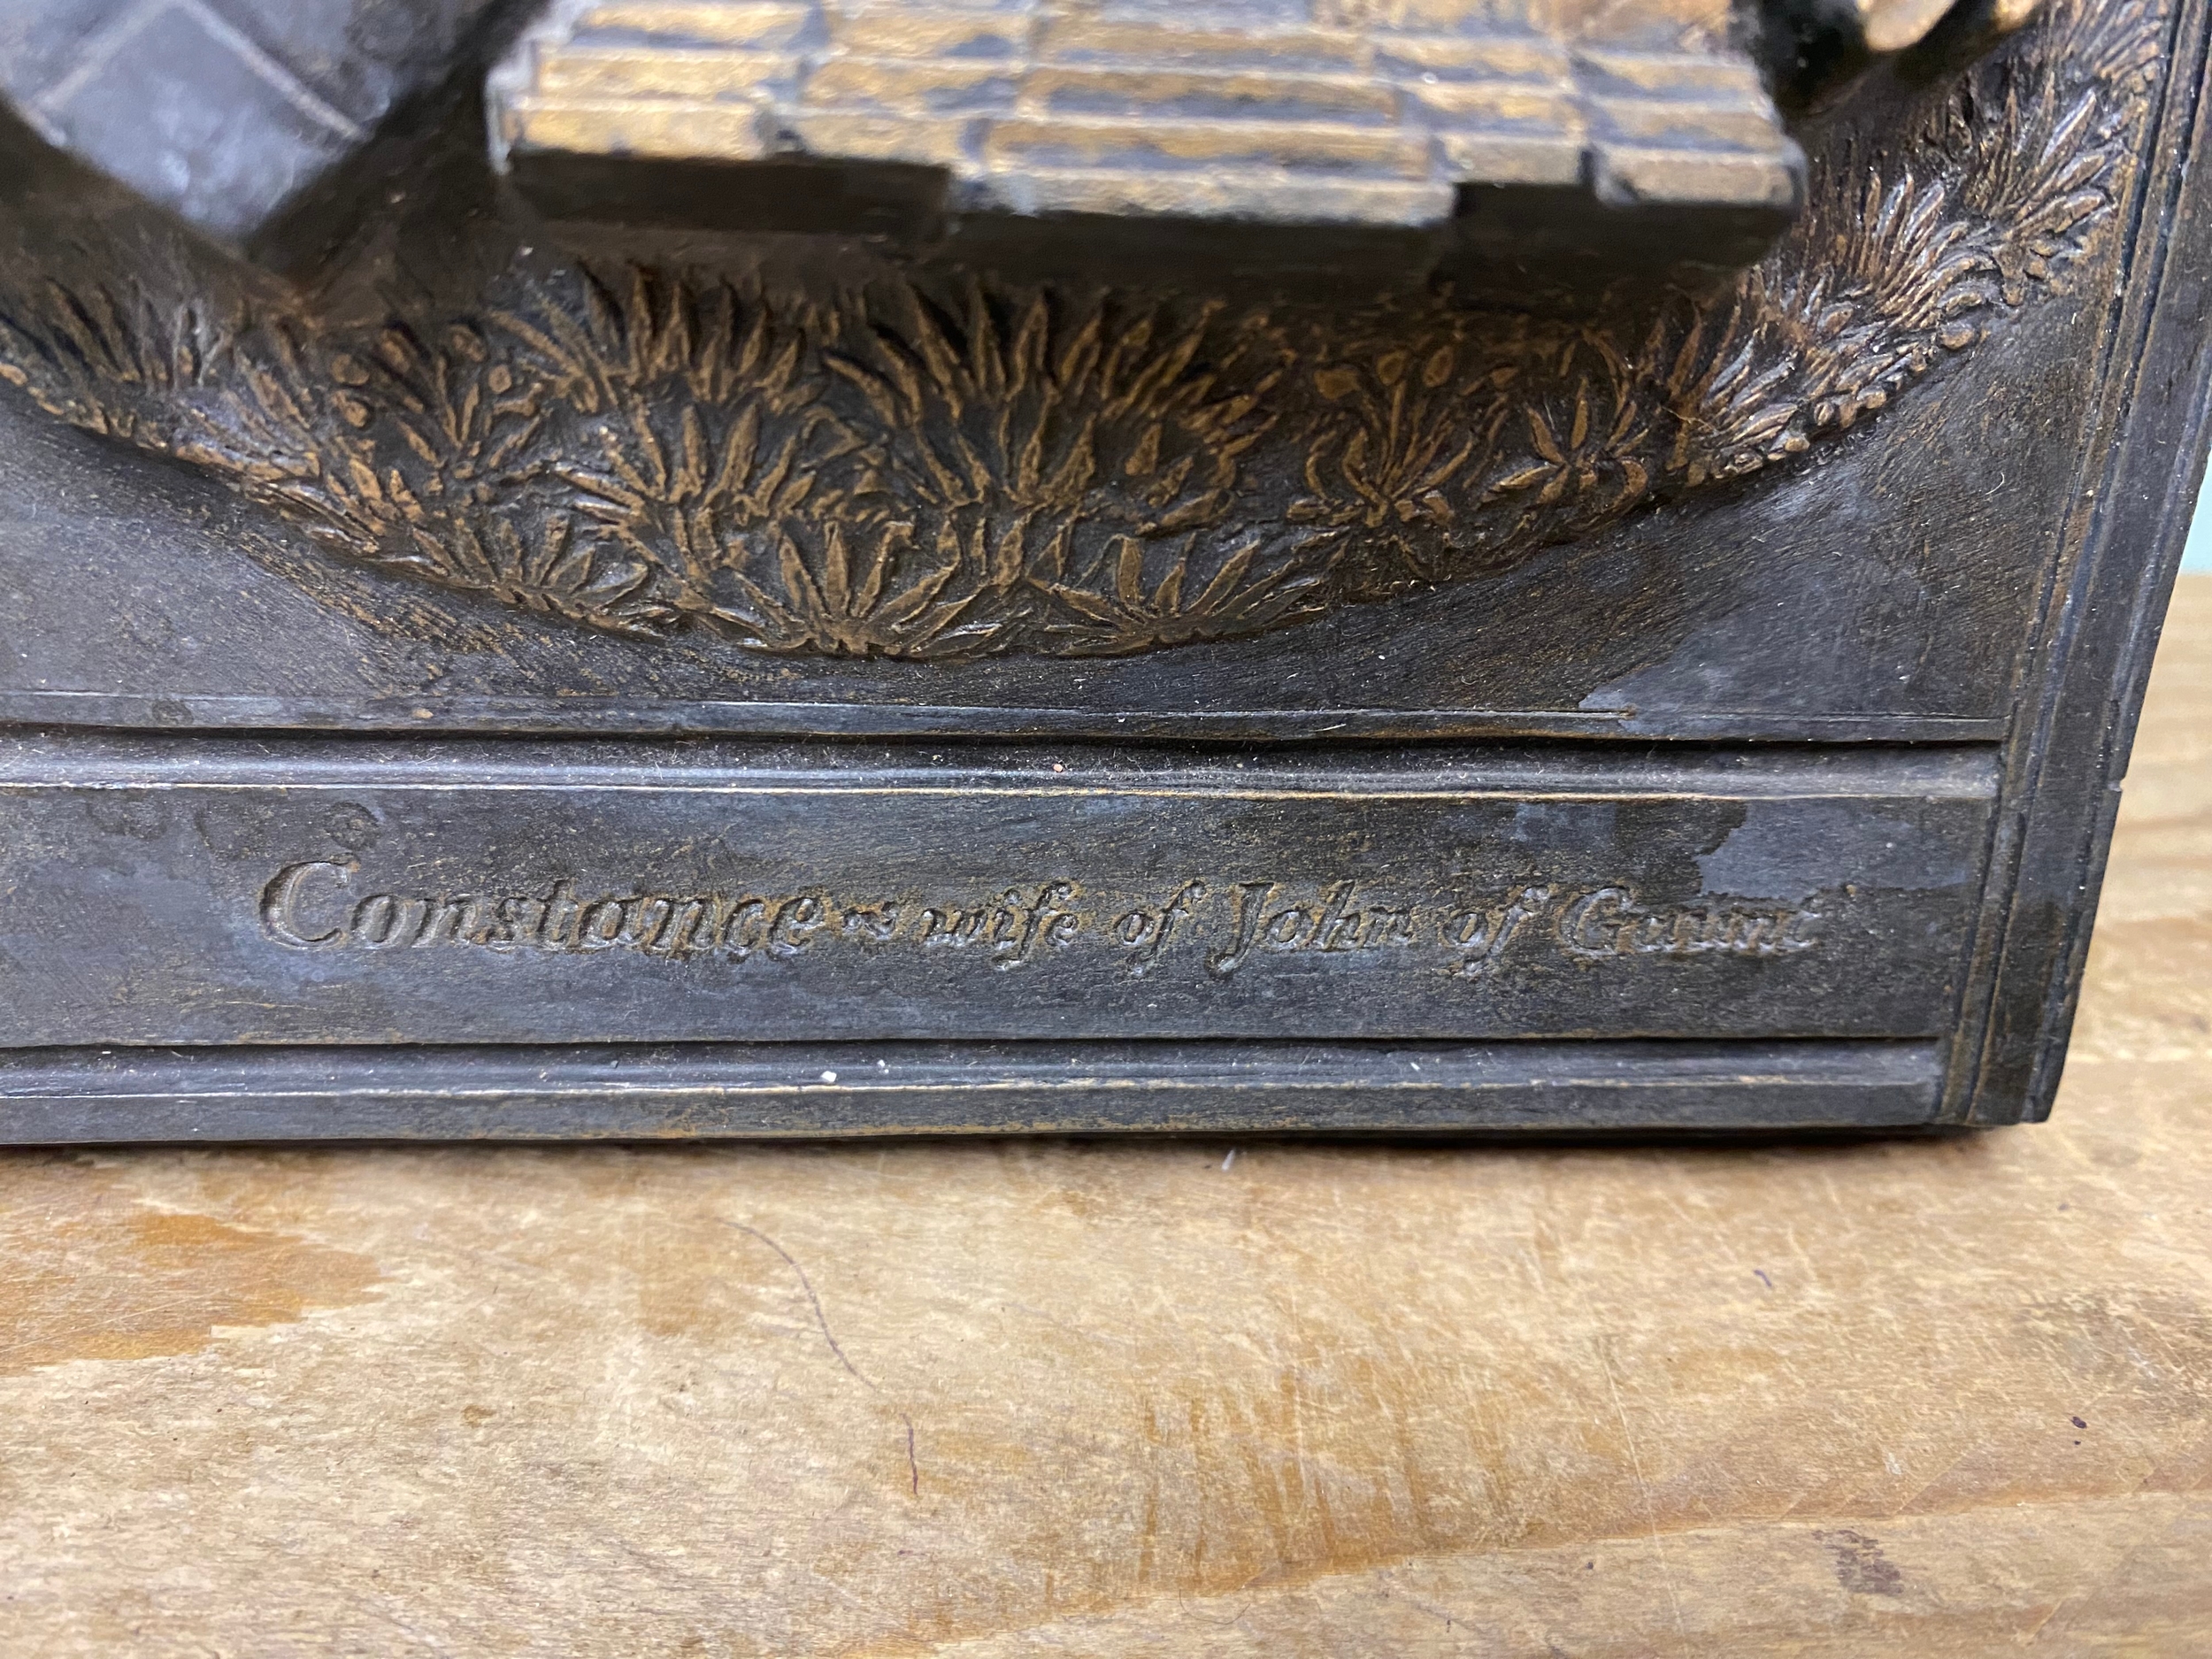 Constance ~ wife of John of Gaunt